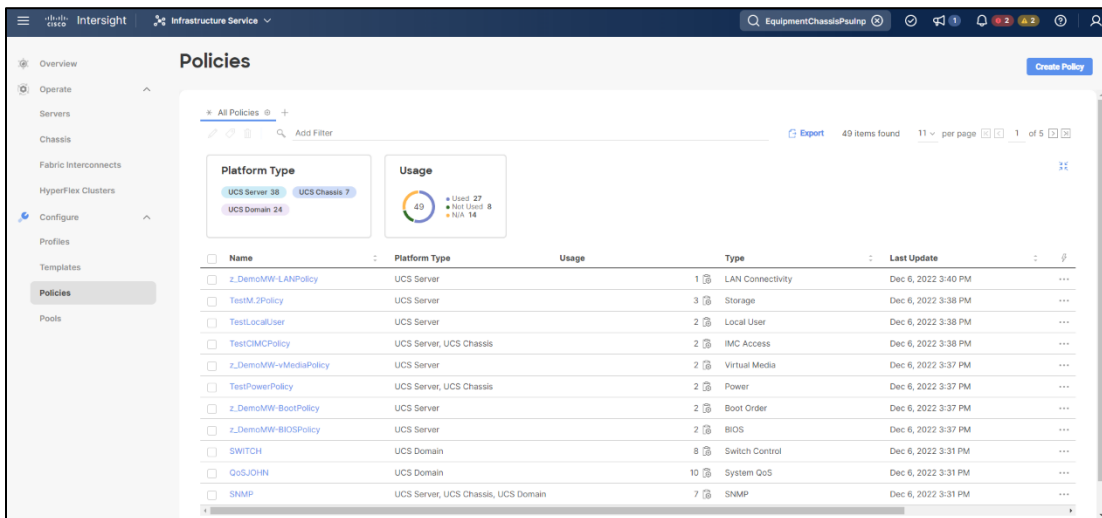 cisco Intersight Infrastructure Service EquipmentChassisPsuInp 1 2 2
Overview
Operate
Servers
Chassis
Fabric Interconnects
HyperFlex Clusters
Configure
Profiles
Templates
Policies
Pools
Policies
Create Policy
All Policies
Add Filter Export 49 items found 11 per page 1 of 5
Platform Type
UCS Server 38 UCS Chassis 7
UCS Domain 24
Usage
49
Used 27
Not Used 8
N/A 14
Name Platform Type Usage Type Last Update
z_DemoMW-LANPolicy UCS Server 1 LAN Connectivity Dec 6, 2022 3:40 PM
TestM.2Policy UCS Server 3 Storage Dec 6, 2022 3:38 PM
TestLocalUser UCS Server 2 Local User Dec 6, 2022 3:38 PM
TestCIMCPolicy UCS Server, UCS Chassis 2 IMC Access Dec 6, 2022 3:38 PM
z_DemoMW-vMediaPolicy UCS Server 2 Virtual Media Dec 6, 2022 3:37 PM
TestPowerPolicy UCS Server, UCS Chassis 2 Power Dec 6, 2022 3:37 PM
z_DemoMW-BootPolicy UCS Server 2 Boot Order Dec 6, 2022 3:37 PM
z_DemoMW-BIOSPolicy UCS Server 2 BIOS Dec 6, 2022 3:37 PM
SWITCH UCS Domain 8 Switch Control Dec 6, 2022 3:31 PM
QoSJOHN UCS Domain 10 System QoS Dec 6, 2022 3:31 PM
SNMP UCS Server, UCS Chassis, UCS Domain 7 SNMP Dec 6, 2022 3:31 PM